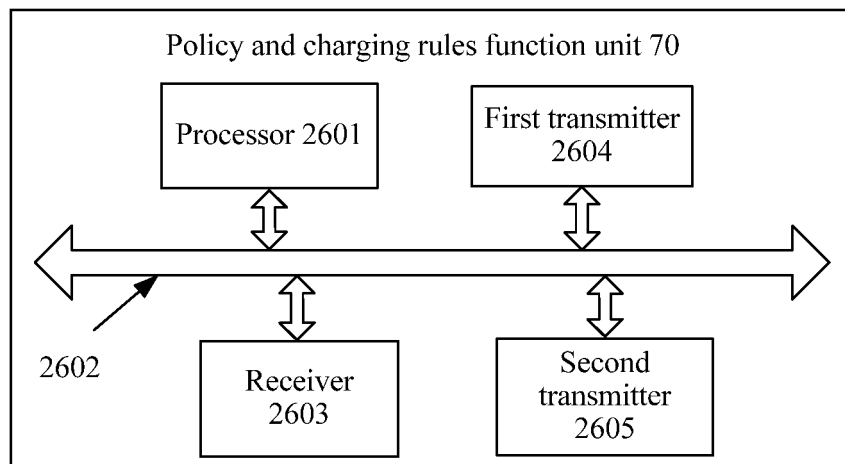 Policy and charging rules function unit 70
Processor 2601
First transmitter
2604
2602
Receiver
2603
Second
transmitter
2605